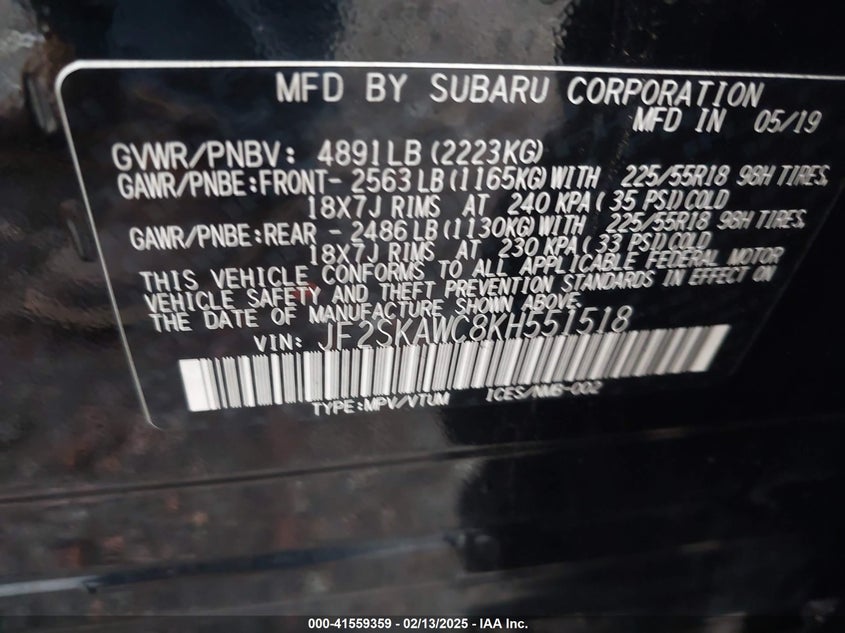 MFD BY SUBARU CORPORATION
MFD IN 05/19
GVWR/PNBV: 4891LB (2223KG)
GAWR/PNBE:FRONT- 2563 LB (1165KG) WITH 225/55R18 98H TIRES,
18X7J RIMS AT 240 KPA ( 35 PSI) COLD
GAWR/PNBE:REAR - 2486 LB (1130KG) WITH 225/55R18 98H TIRES,
18X7J RIMS AT 230 KPA ( 33 PSI) COLD
THIS VEHICLE CONFORMS TO ALL APPLICABLE FEDERAL MOTOR
VEHICLE SAFETY AND THEFT PREVENTION STANDARDS IN EFFECT ON
THE DATE OF MANUFACTURE SHOWN ABOVE.
VIN: JF2SKAWC8KH551518
TYPE:MPV/VTUM ICES/NMB-002
000-41559359 - 02/13/2025 - © IAA, Inc.